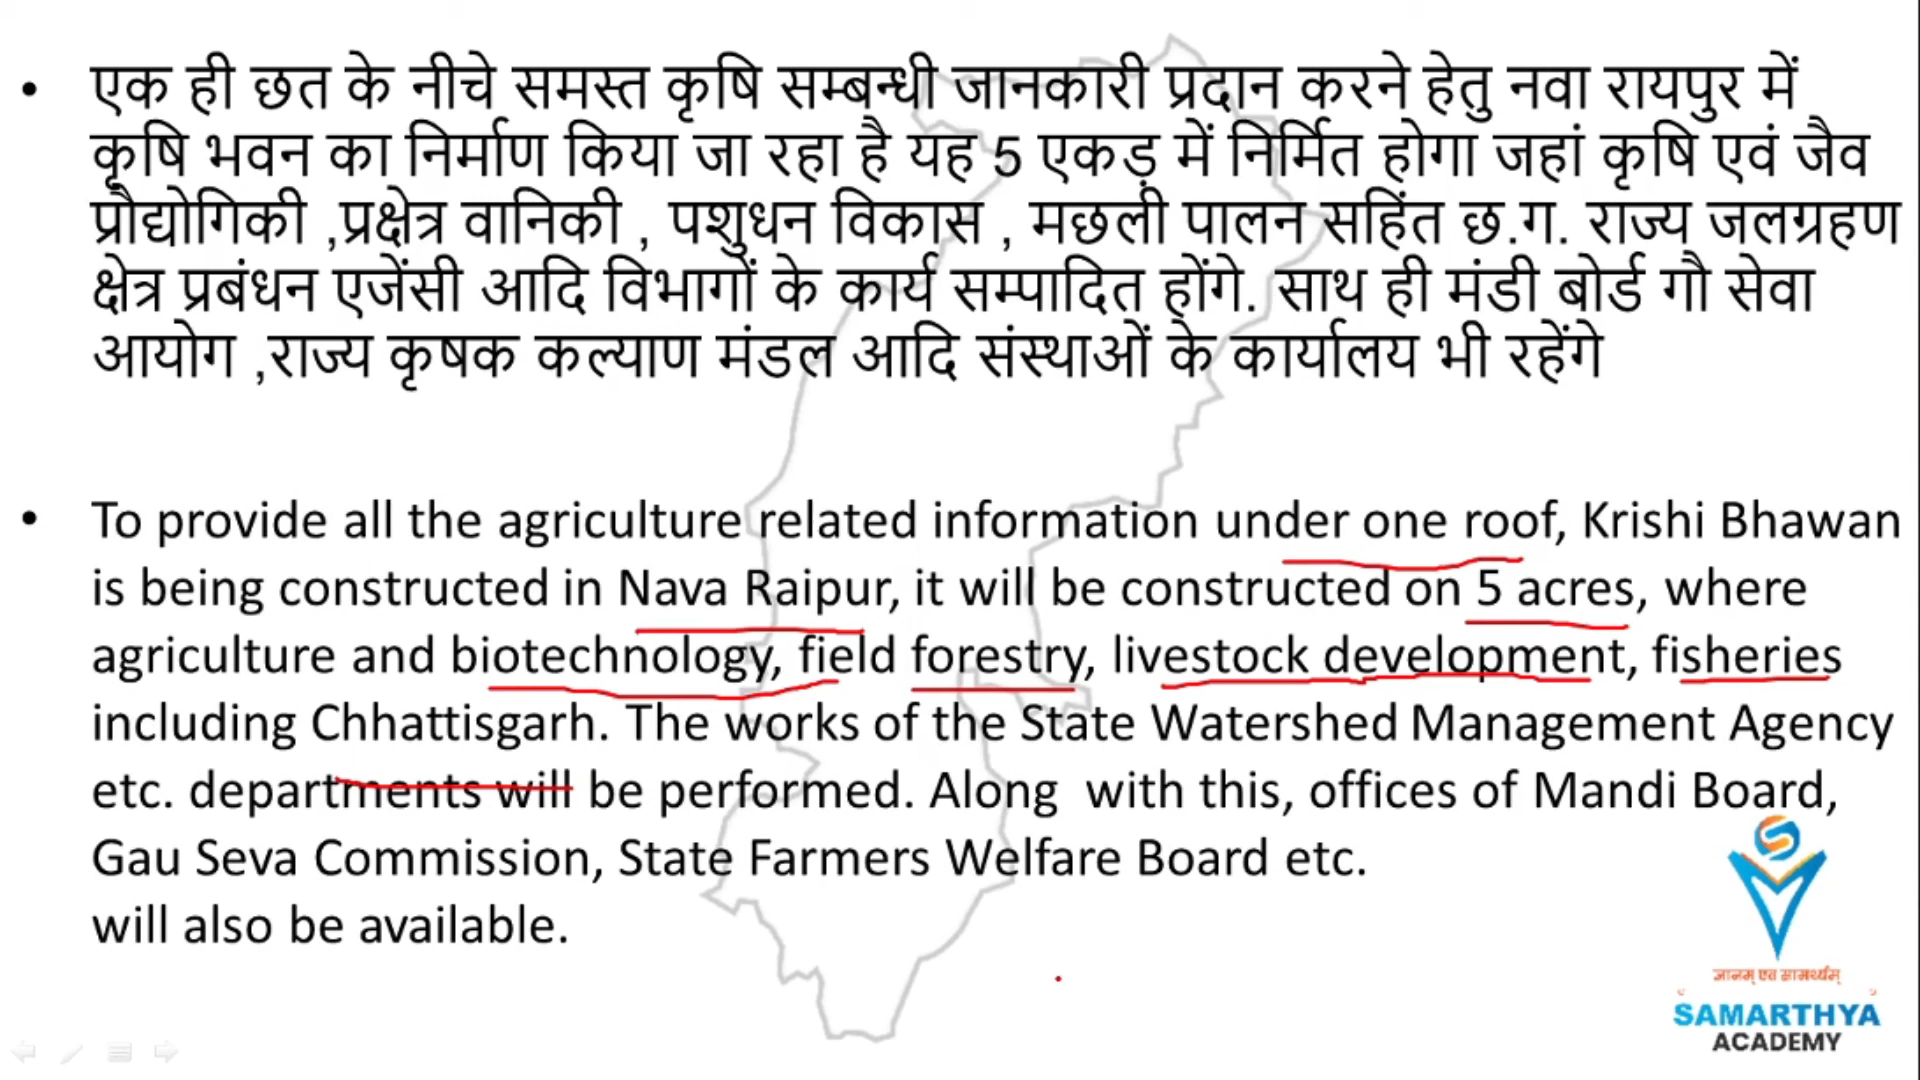 • एक ही छत के नीचे समस्त कृषि सम्बन्धी जानकारी प्रदान करने हेतु नवा रायपुर में
कृषि भवन का निर्माण किया जा रहा है यह 5 एकड़ में निर्मित होगा जहां कृषि एवं जैव
प्रौद्योगिकी ,प्रक्षेत्र वानिकी , पशुधन विकास , मछली पालन सहिंत छ.ग. राज्य जलग्रहण
क्षेत्र प्रबंधन एजेंसी आदि विभागों के कार्य सम्पादित होंगे. साथ ही मंडी बोर्ड गौ सेवा
आयोग ,राज्य कृषक कल्याण मंडल आदि संस्थाओं के कार्यालय भी रहेंगे
• To provide all the agriculture related information under one roof, Krishi Bhawan
is being constructed in Nava Raipur, it will be constructed on 5 acres, where
agriculture and biotechnology, field forestry, livestock development, fisheries
including Chhattisgarh. The works of the State Watershed Management Agency
etc. departments will be performed. Along with this, offices of Mandi Board,
Gau Seva Commission, State Farmers Welfare Board etc.
will also be available.
SAMARTHYA
ACADEMY